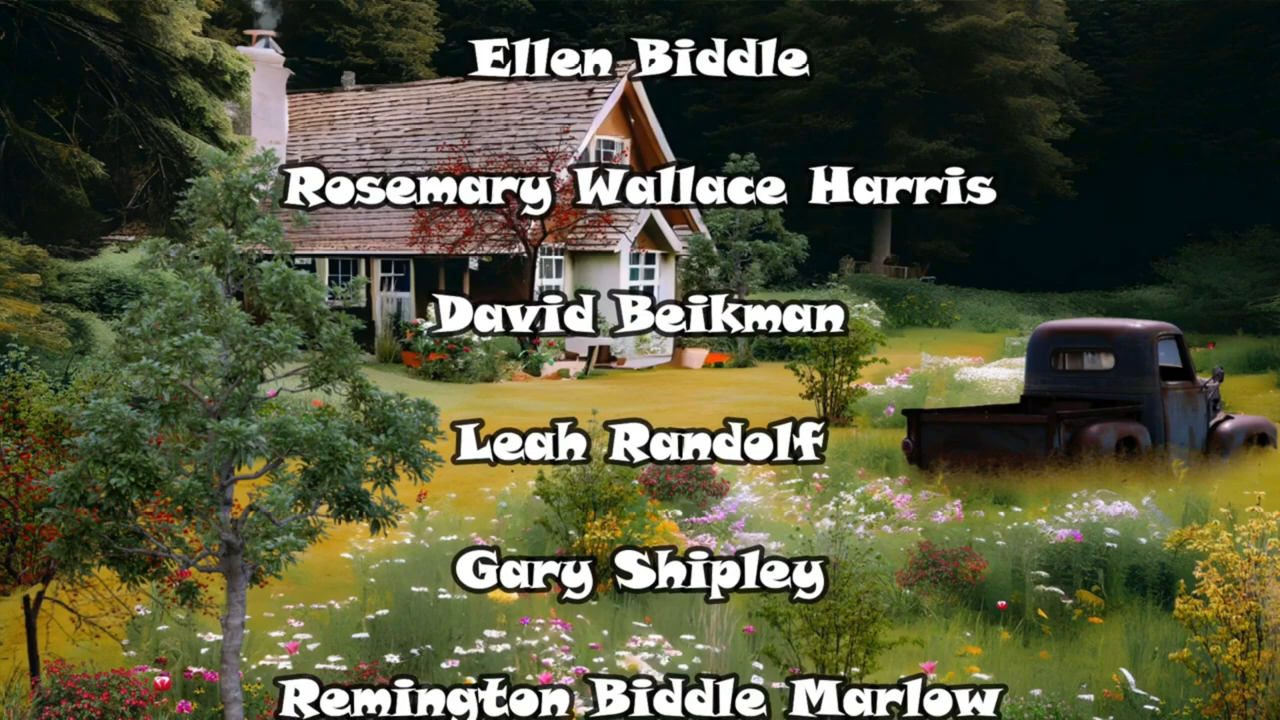 Ellen Biddle
Rosemary Wallace Harris
David Beikman
Leah Randolf
Gary Shipley
Remington Biddle Marlow